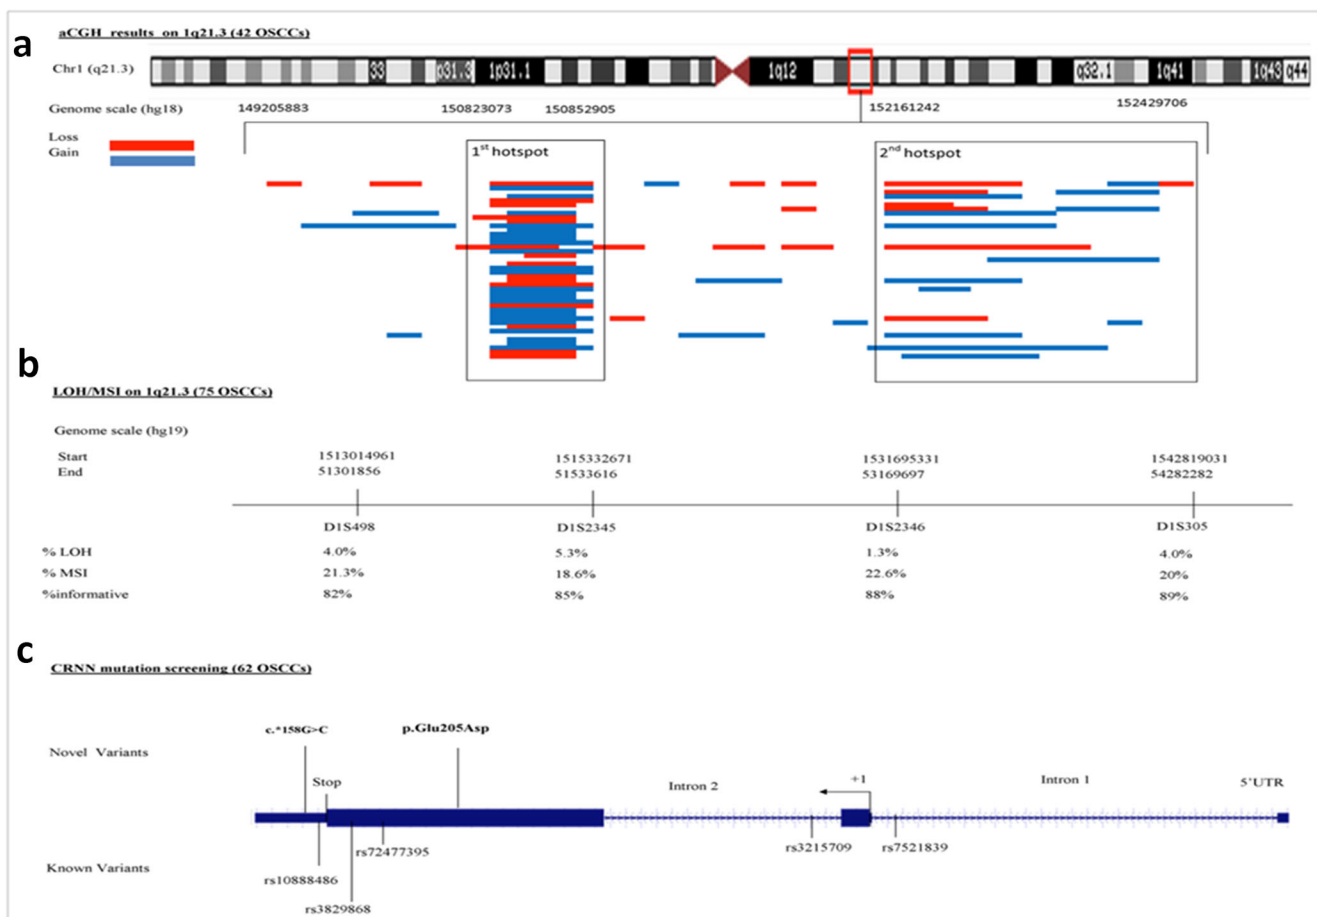 a
aCGH results on 1q21.3 (42 OSCCs)
Chr1 (q21.3) 33 p31.3 1p31.1 1q12 q32.1 1q41 1q43 q44
Genome scale (hg18) 149205883 150823073 150852905 152161242 152429706
Loss
Gain
1st hotspot 2nd hotspot
b
LOH/MSI on 1q21.3 (75 OSCCs)
Genome scale (hg19)
Start 1513014961 1515332671 1531695331 1542819031
End 51301856 51533616 53169697 54282282
D1S498 D1S2345 D1S2346 D1S305
% LOH 4.0% 5.3% 1.3% 4.0%
% MSI 21.3% 18.6% 22.6% 20%
%informative 82% 85% 88% 89%
c
CRNN mutation screening (62 OSCCs)
c.*158G>C p.Glu205Asp
Novel Variants
Stop Intron 2 +1 Intron 1 5'UTR
rs72477395 rs3215709 rs7521839
Known Variants
rs10888486
rs3829868